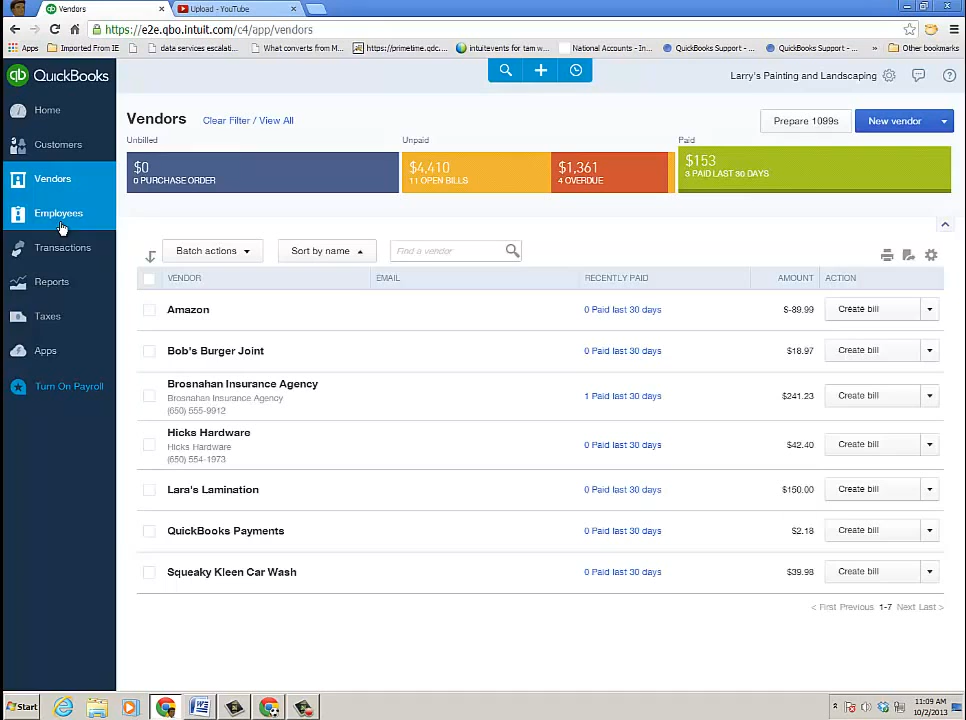 Vendors
Upload - YouTube
https://e2e.qbo.intuit.com/c4/app/vendors
Apps
Imported From IE
data services escalati...
What converts from M...
https://primetime.qdc....
intuitevents for tam w...
National Accounts - In...
QuickBooks Support - ...
QuickBooks Support - ...
Other bookmarks
qb QuickBooks
Larry's Painting and Landscaping
Home
Customers
Vendors
Employees
Transactions
Reports
Taxes
Apps
Turn On Payroll
Vendors
Clear Filter / View All
Prepare 1099s
New vendor
Unbilled
Unpaid
Paid
$0
0 PURCHASE ORDER
$4,410
11 OPEN BILLS
$1,361
4 OVERDUE
$153
3 PAID LAST 30 DAYS
Batch actions
Sort by name
Find a vendor
VENDOR EMAIL RECENTLY PAID AMOUNT ACTION
Amazon 0 Paid last 30 days $-89.99 Create bill
Bob's Burger Joint 0 Paid last 30 days $18.97 Create bill
Brosnahan Insurance Agency
Brosnahan Insurance Agency 1 Paid last 30 days $241.23 Create bill
(650) 555-9912
Hicks Hardware
Hicks Hardware 0 Paid last 30 days $42.40 Create bill
(650) 554-1973
Lara's Lamination 0 Paid last 30 days $150.00 Create bill
QuickBooks Payments 0 Paid last 30 days $2.18 Create bill
Squeaky Kleen Car Wash 0 Paid last 30 days $39.98 Create bill
< First Previous 1-7 Next Last >
Start
11:09 AM
10/2/2013